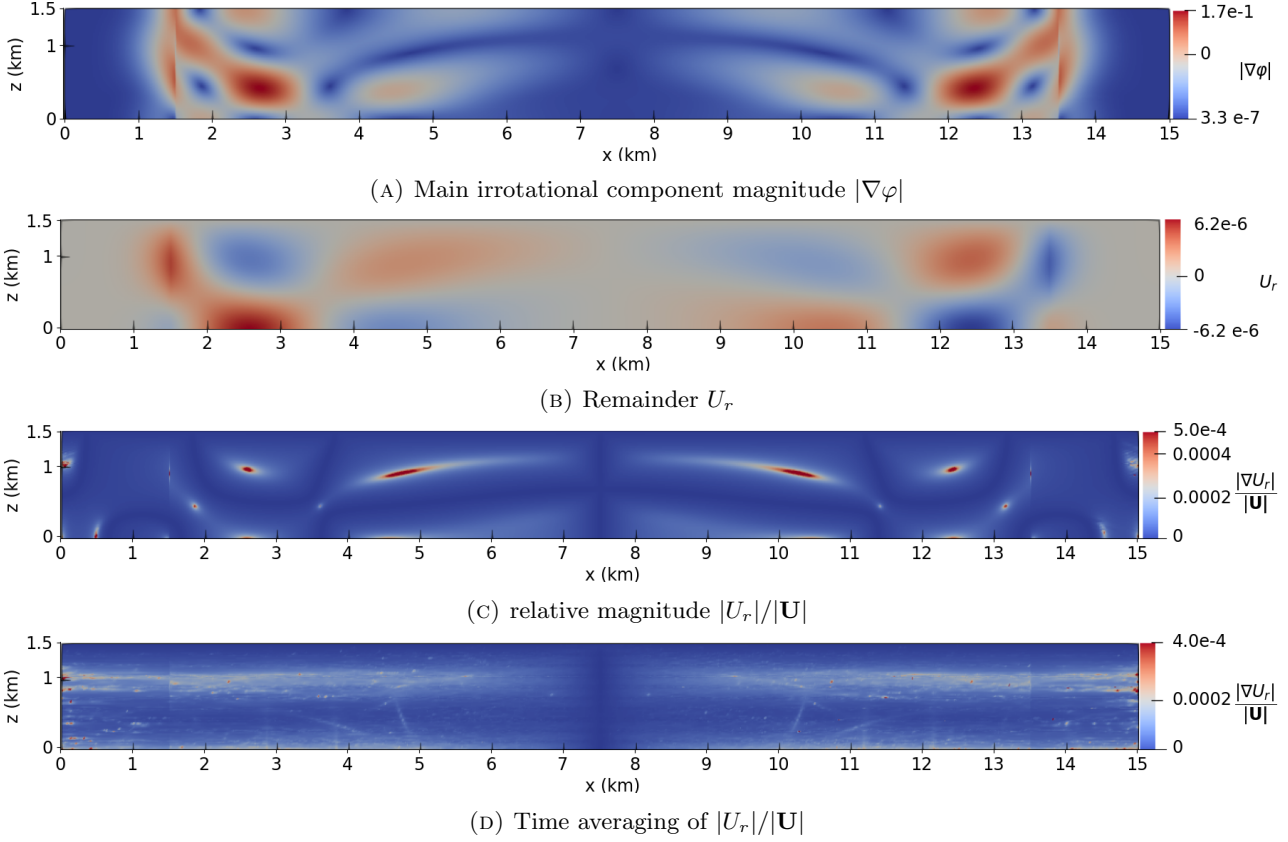 1.5
1
0
z (km)
0 1 2 3 4 5 6 7 8 9 10 11 12 13 14 15
x (km)
1.7e-1
0
3.3 e-7
|∇φ|
(A) Main irrotational component magnitude |∇φ|
1.5
1
0
z (km)
0 1 2 3 4 5 6 7 8 9 10 11 12 13 14 15
x (km)
6.2e-6
0
-6.2 e-6
U_r
(B) Remainder U_r
1.5
1
0
z (km)
0 1 2 3 4 5 6 7 8 9 10 11 12 13 14 15
x (km)
5.0e-4
0.0004
0.0002
0
|∇U_r|
|U|
(C) relative magnitude |U_r|/|U|
1.5
1
0
z (km)
0 1 2 3 4 5 6 7 8 9 10 11 12 13 14 15
x (km)
4.0e-4
0.0002
0
|∇U_r|
|U|
(D) Time averaging of |U_r|/|U|